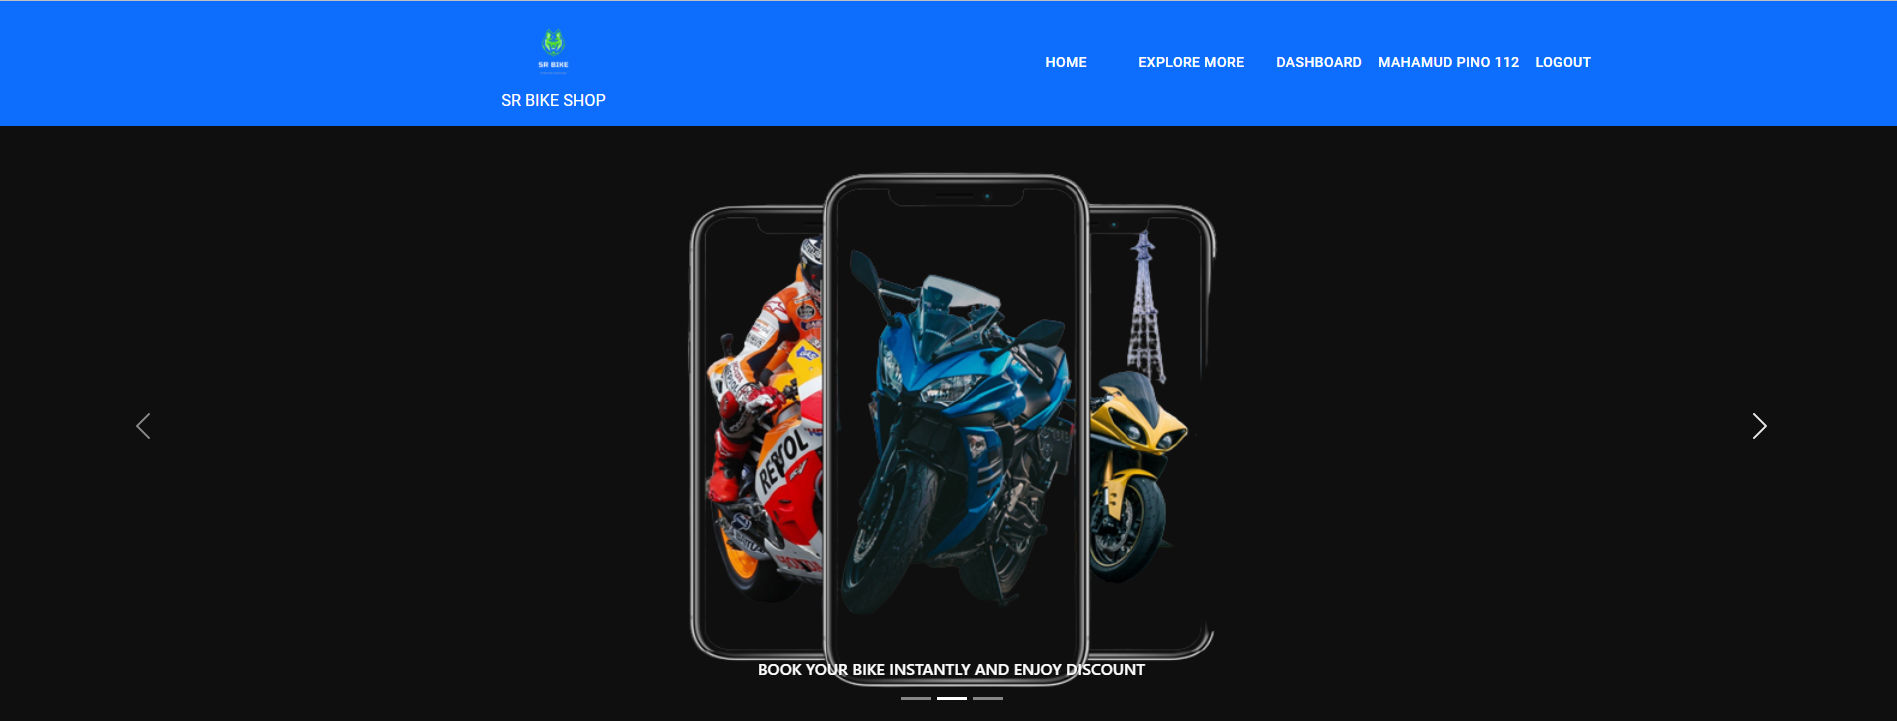 SR BIKE
SR BIKE SHOP
HOME EXPLORE MORE DASHBOARD MAHAMUD PINO 112 LOGOUT
REPSOL
BOOK YOUR BIKE INSTANTLY AND ENJOY DISCOUNT